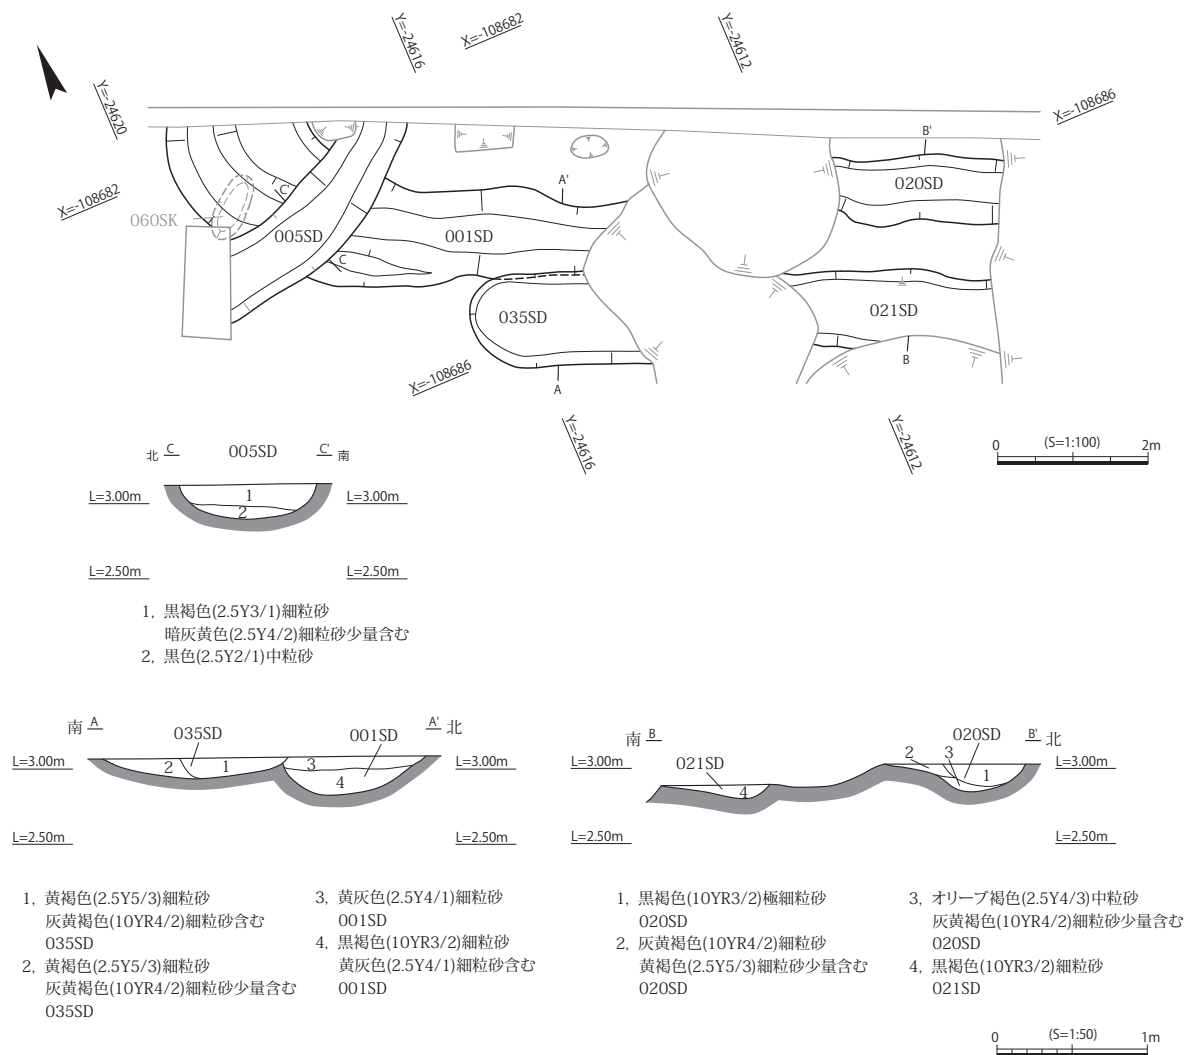 Y=-24616
X=-108682
Y=-24612
Y=-24620
X=-108686
B'
020SD
C'
A'
X=-108682
060SK
005SD
001SD
C
035SD
021SD
B
X=-108686
A
Y=-24616
Y=-24612
0 (S=1:100) 2m
北 C 005SD C' 南
L=3.00m 1 L=3.00m
2
L=2.50m L=2.50m
1, 黒褐色(2.5Y3/1)細粒砂
暗灰黄色(2.5Y4/2)細粒砂少量含む
2, 黒色(2.5Y2/1)中粒砂
南 A 035SD 001SD A' 北
L=3.00m 2 1 3 4 L=3.00m
L=2.50m L=2.50m
南 B 021SD 020SD B' 北
L=3.00m 4 2 3 1 L=3.00m
L=2.50m L=2.50m
1, 黄褐色(2.5Y5/3)細粒砂
灰黄褐色(10YR4/2)細粒砂含む
035SD
2, 黄褐色(2.5Y5/3)細粒砂
灰黄褐色(10YR4/2)細粒砂少量含む
035SD
3, 黄灰色(2.5Y4/1)細粒砂
001SD
4, 黒褐色(10YR3/2)細粒砂
黄灰色(2.5Y4/1)細粒砂含む
001SD
1, 黒褐色(10YR3/2)極細粒砂
020SD
2, 灰黄褐色(10YR4/2)細粒砂
黄褐色(2.5Y5/3)細粒砂少量含む
020SD
3, オリーブ褐色(2.5Y4/3)中粒砂
灰黄褐色(10YR4/2)細粒砂少量含む
020SD
4, 黒褐色(10YR3/2)細粒砂
021SD
0 (S=1:50) 1m